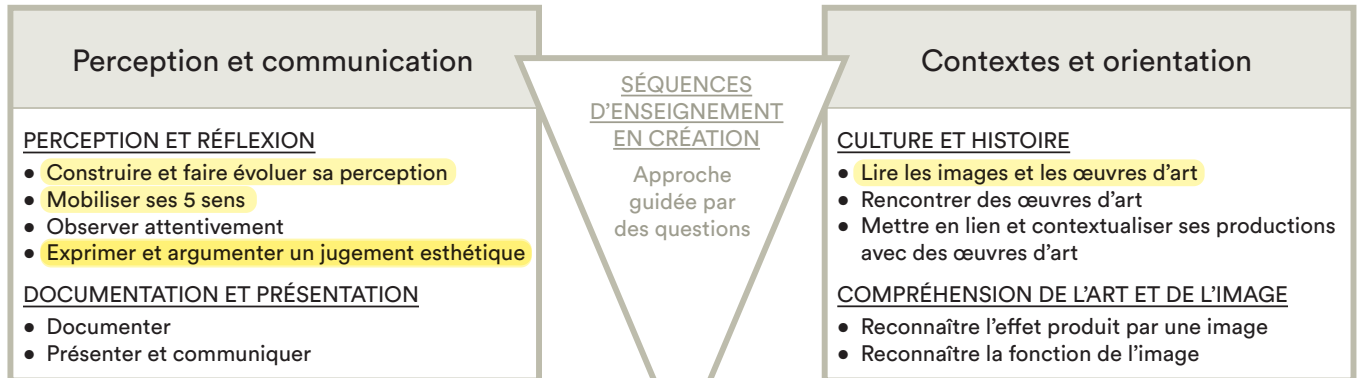 Perception et communication
PERCEPTION ET RÉFLEXION
• Construire et faire évoluer sa perception
• Mobiliser ses 5 sens
• Observer attentivement
• Exprimer et argumenter un jugement esthétique
DOCUMENTATION ET PRÉSENTATION
• Documenter
• Présenter et communiquer
SÉQUENCES
D'ENSEIGNEMENT
EN CRÉATION
Approche
guidée par
des questions
Contextes et orientation
CULTURE ET HISTOIRE
• Lire les images et les œuvres d'art
• Rencontrer des œuvres d'art
• Mettre en lien et contextualiser ses productions
avec des œuvres d'art
COMPRÉHENSION DE L'ART ET DE L'IMAGE
• Reconnaître l'effet produit par une image
• Reconnaître la fonction de l'image